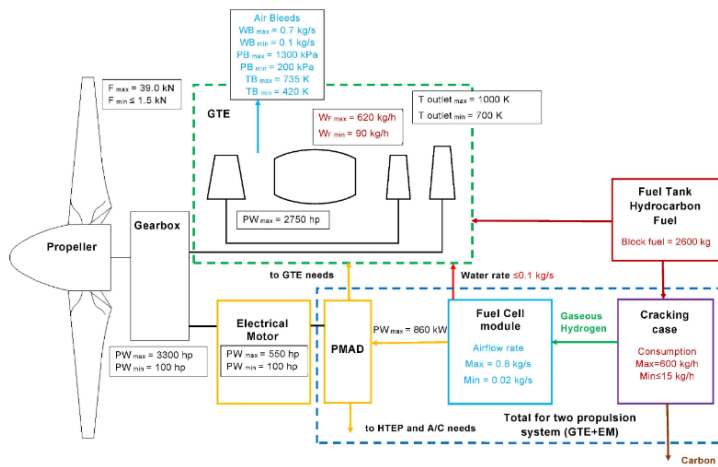 Air Bleeds
WB max = 0.7 kg/s
WB min = 0.1 kg/s
PB max = 1300 kPa
PB min = 200 kPa
TB max = 735 K
TB min = 420 K
F max = 39.0 kN
F min ≤ 1.5 kN
GTE
WF max = 620 kg/h
WF min = 90 kg/h
T outlet max = 1000 K
T outlet min = 700 K
PW max = 2750 hp
Propeller
Gearbox
Fuel Tank
Hydrocarbon
Fuel
Block fuel = 2600 kg
to GTE needs
Water rate ≤0.1 kg/s
PW max = 3300 hp
PW min = 100 hp
Electrical
Motor
PW max = 550 hp
PW min = 100 hp
PMAD
PW max = 860 kW
Fuel Cell
module
Airflow rate
Max = 0.8 kg/s
Min = 0.02 kg/s
Gaseous
Hydrogen
Cracking
case
Consumption
Max=600 kg/h
Min≤15 kg/h
to HTEP and A/C needs
Total for two propulsion
system (GTE+EM)
Carbon